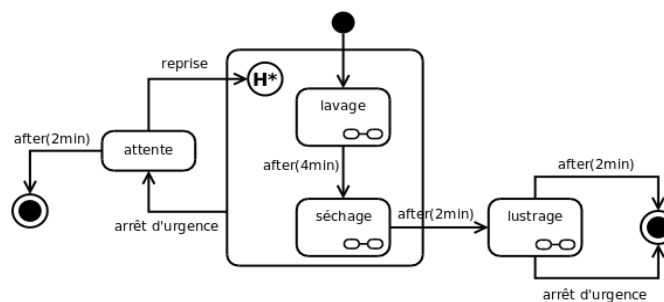 reprise
H*
lavage
after(2min)
attente
after(4min)
after(2min)
arrêt d'urgence
séchage
after(2min)
lustrage
arrêt d'urgence